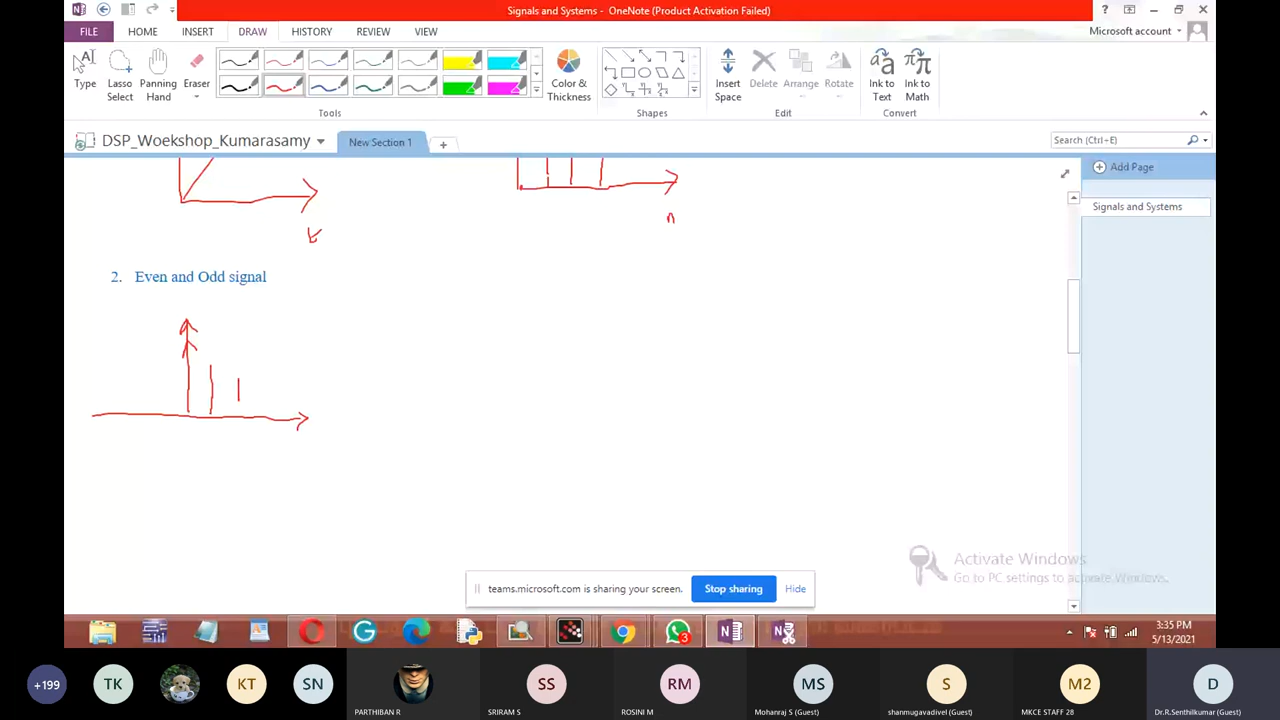 Signals and Systems - OneNote (Product Activation Failed)
FILE HOME INSERT DRAW HISTORY REVIEW VIEW
Microsoft account
Type
Lasso Select
Panning Hand
Eraser
Color & Thickness
Insert Space
Delete
Arrange
Rotate
Ink to Text
Ink to Math
Tools
Shapes
Edit
Convert
DSP_Woekshop_Kumarasamy
New Section 1
Search (Ctrl+E)
Add Page
Signals and Systems
t
n
2. Even and Odd signal
Activate Windows
Go to PC settings to activate Windows.
teams.microsoft.com is sharing your screen.
Stop sharing
Hide
3
3:35 PM
5/13/2021
+199
TK
KT
SN
SS
RM
MS
S
M2
D
PARTHIBAN R
SRIRAM S
ROSINI M
Mohanraj S (Guest)
shanmugavadivel (Guest)
MKCE STAFF 28
Dr.R.Senthilkumar (Guest)